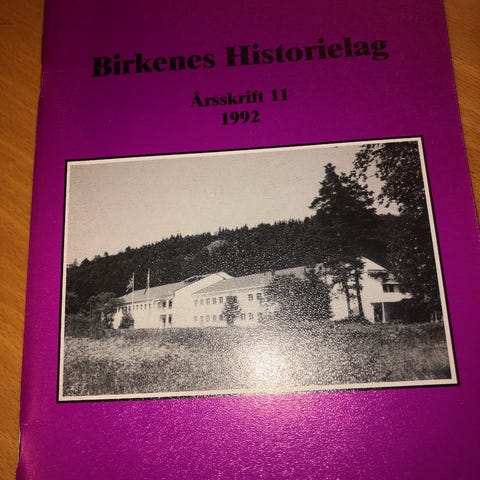 Birkenes Historielag
Årsskrift 11
1992